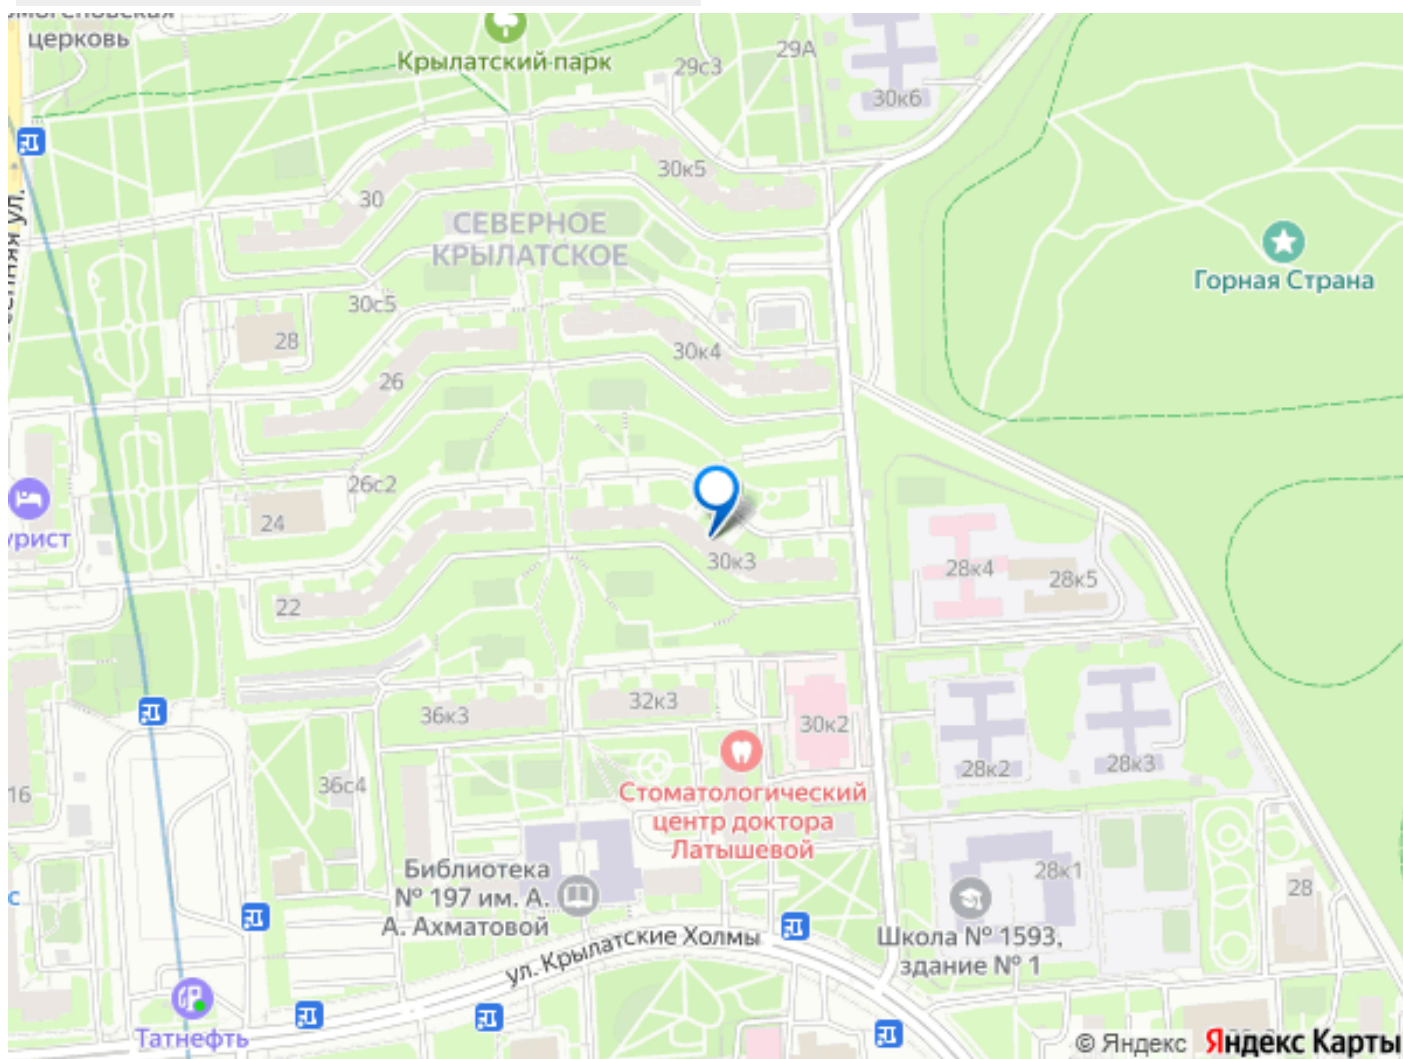 церковь
Крылатский парк
29с3
29А
30к6
30к5
30
СЕВЕРНОЕ
КРЫЛАТСКОЕ
Горная Страна
30с5
28
30к4
26
26с2
24
30к3
28к4
28к5
22
36к3
32к3
30к2
28к2
28к3
16
36с4
Стоматологический
центр доктора
Латышевой
Библиотека
№ 197 им. А.
А. Ахматовой
28к1
28
ул. Крылатские Холмы
Школа № 1593,
здание № 1
Татнефть
© Яндекс Яндекс Карты